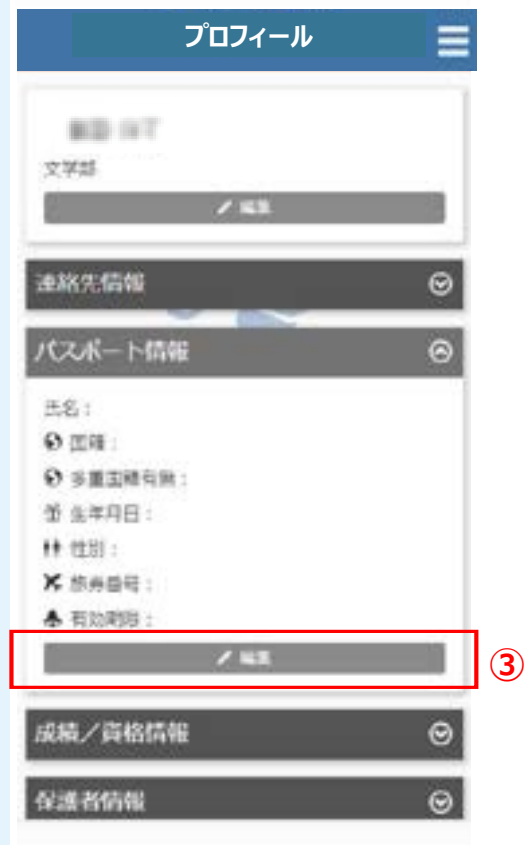 プロフィール
文学部
編集
連絡先情報
パスポート情報
氏名：
国籍：
多重国籍有無：
生年月日：
性別：
旅券番号：
有効期限：
編集
③
成績／資格情報
保護者情報